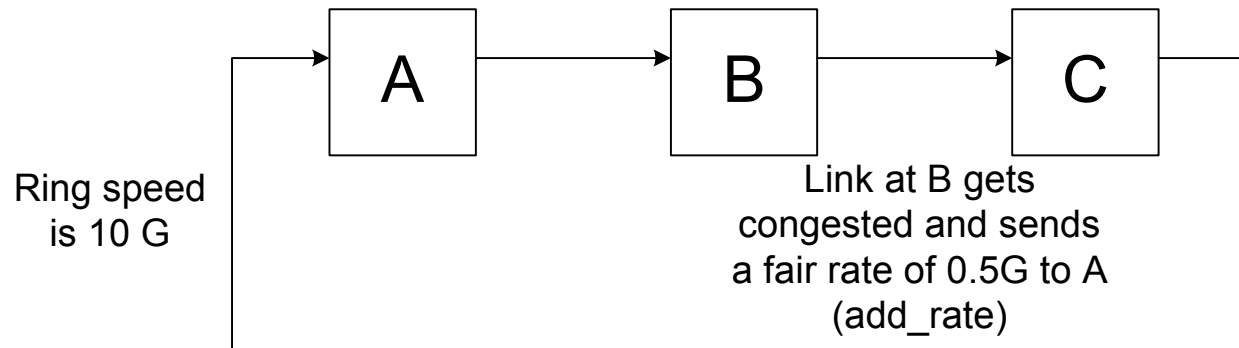 A
B
C
Ring speed
is 10 G
Link at B gets
congested and sends
a fair rate of 0.5G to A
(add_rate)